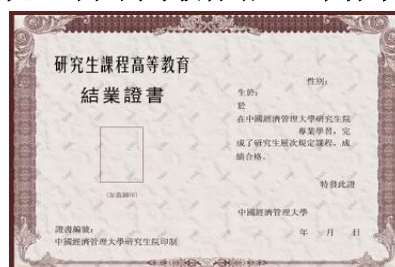 研究生課程高等教育
結業證書
(加蓋鋼印)
證書編號：
中國經濟管理大學研究生院印制
性別：
生於：
於
在中國經濟管理大學研究生院
專業學習，完
成了研究生層次規定課程，成
績合格。
特發此證
中國經濟管理大學
年 月 日